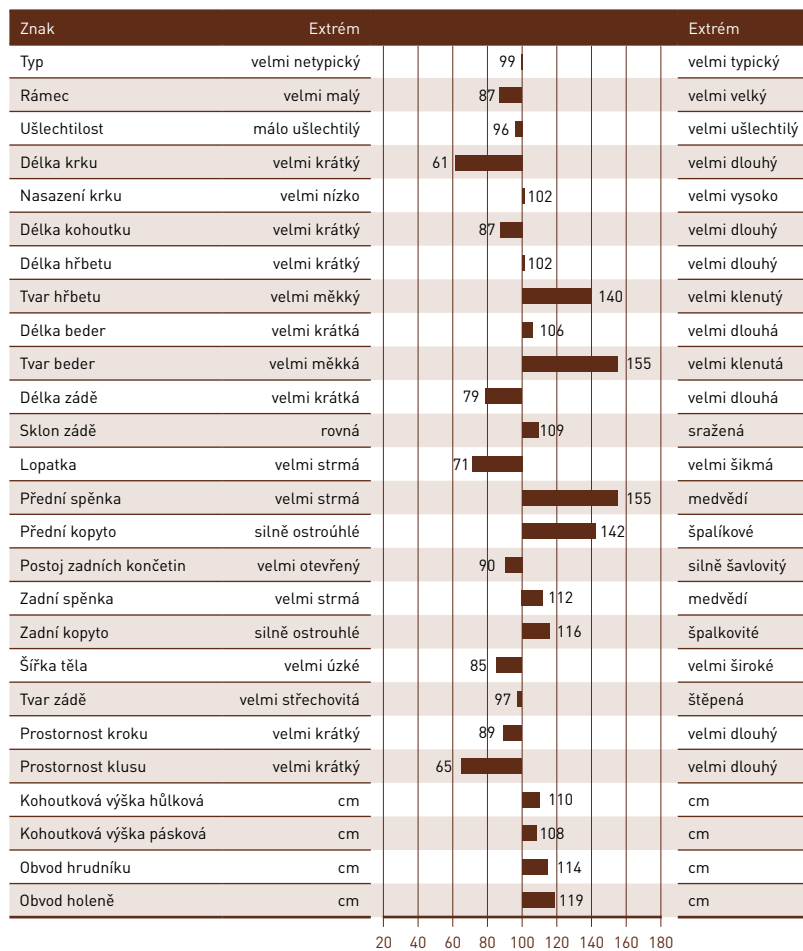 Znak Extrém Extrém
Typ velmi netypický 99 velmi typický
Rámec velmi malý 87 velmi velký
Ušlechtilost málo ušlechtilý 96 velmi ušlechtilý
Délka krku velmi krátký 61 velmi dlouhý
Nasazení krku velmi nízko 102 velmi vysoko
Délka kohoutku velmi krátký 87 velmi dlouhý
Délka hřbetu velmi krátký 102 velmi dlouhý
Tvar hřbetu velmi měkký 140 velmi klenutý
Délka beder velmi krátká 106 velmi dlouhá
Tvar beder velmi měkká 155 velmi klenutá
Délka zádě velmi krátká 79 velmi dlouhá
Sklon zádě rovná 109 sražená
Lopatka velmi strmá 71 velmi šikmá
Přední spěnka velmi strmá 155 medvědí
Přední kopyto silně ostroúhlé 142 špalíkové
Postoj zadních končetin velmi otevřený 90 silně šavlovitý
Zadní spěnka velmi strmá 112 medvědí
Zadní kopyto silně ostrouhlé 116 špalkovité
Šířka těla velmi úzké 85 velmi široké
Tvar zádě velmi střechovitá 97 štěpená
Prostornost kroku velmi krátký 89 velmi dlouhý
Prostornost klusu velmi krátký 65 velmi dlouhý
Kohoutková výška hůlková cm 110 cm
Kohoutková výška pásková cm 108 cm
Obvod hrudníku cm 114 cm
Obvod holeně cm 119 cm
20 40 60 80 100 120 140 160 180